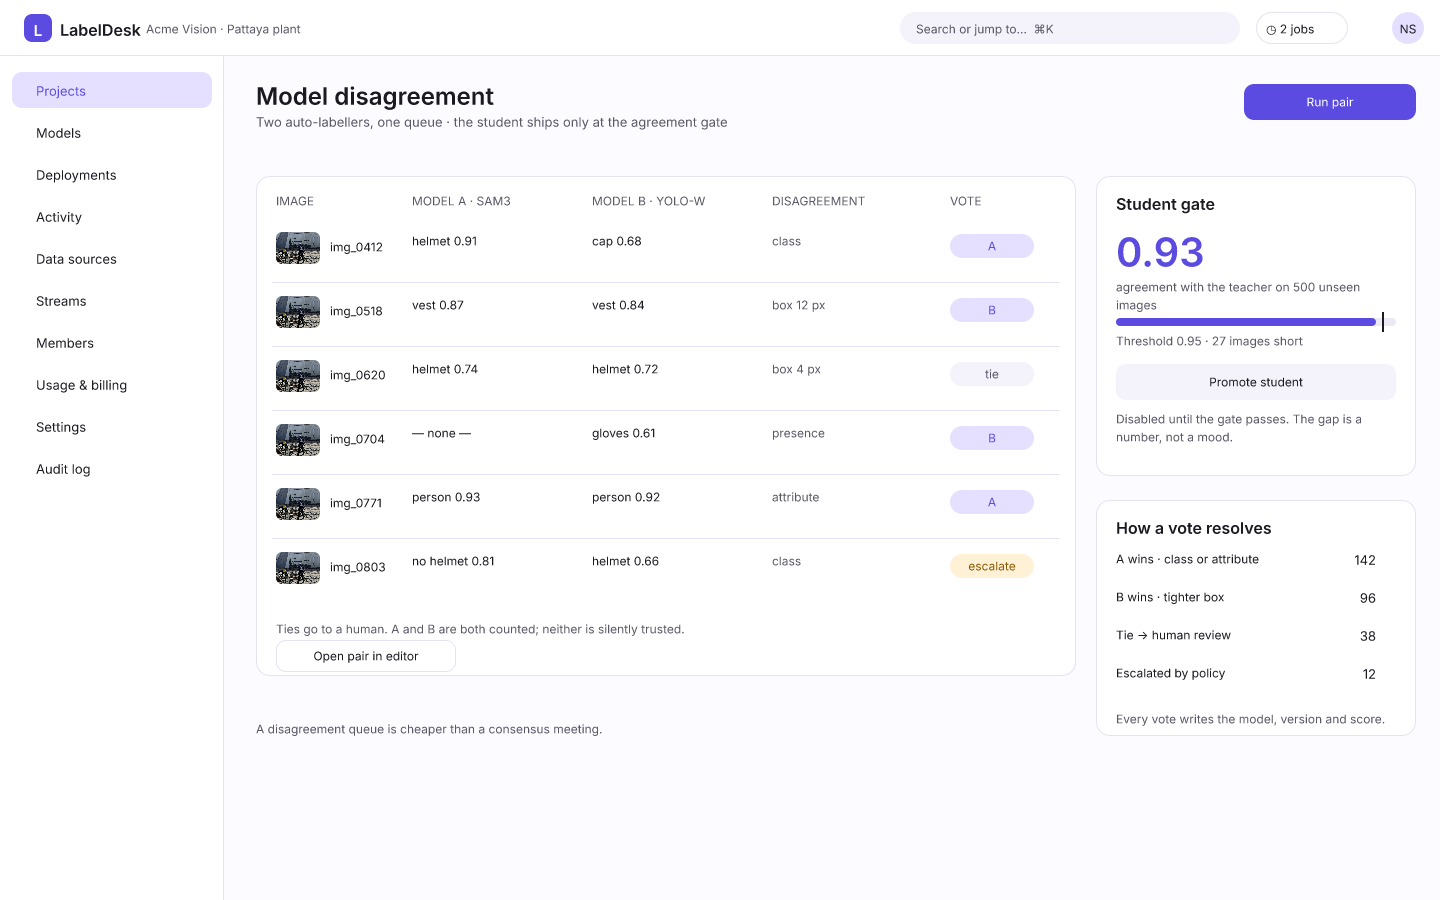 L LabelDesk Acme Vision · Pattaya plant
Search or jump to... ⌘K
◷ 2 jobs
NS
Projects
Models
Deployments
Activity
Data sources
Streams
Members
Usage & billing
Settings
Audit log
Model disagreement
Two auto-labellers, one queue · the student ships only at the agreement gate
Run pair
IMAGE MODEL A · SAM3 MODEL B · YOLO-W DISAGREEMENT VOTE
img_0412 helmet 0.91 cap 0.68 class A
img_0518 vest 0.87 vest 0.84 box 12 px B
img_0620 helmet 0.74 helmet 0.72 box 4 px tie
img_0704 — none — gloves 0.61 presence B
img_0771 person 0.93 person 0.92 attribute A
img_0803 no helmet 0.81 helmet 0.66 class escalate
Ties go to a human. A and B are both counted; neither is silently trusted.
Open pair in editor
A disagreement queue is cheaper than a consensus meeting.
Student gate
0.93
agreement with the teacher on 500 unseen
images
Threshold 0.95 · 27 images short
Promote student
Disabled until the gate passes. The gap is a
number, not a mood.
How a vote resolves
A wins · class or attribute 142
B wins · tighter box 96
Tie → human review 38
Escalated by policy 12
Every vote writes the model, version and score.